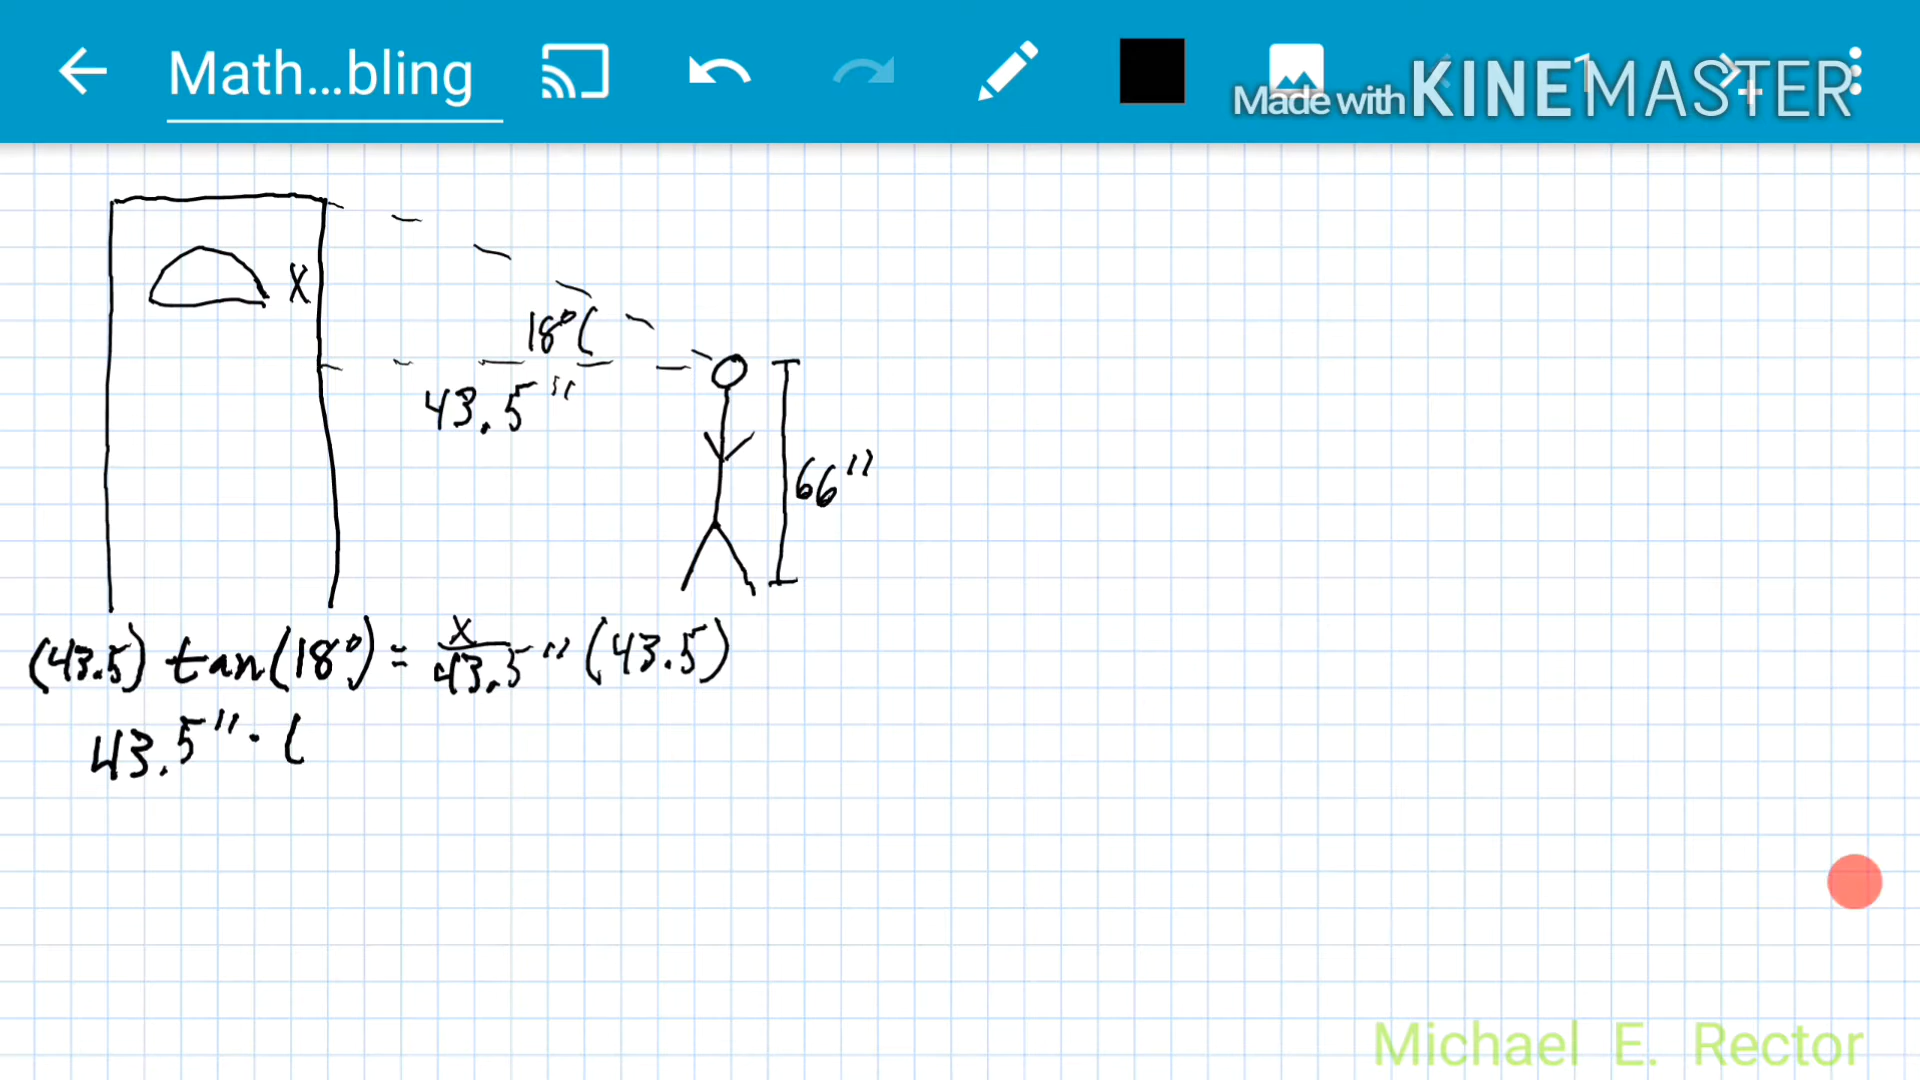 Math...bling
1
Made with KINEMASTER
X
18°(
43.5"
66"
(43.5) tan(18°) = x/43.5" (43.5)
43.5" · (
Michael E. Rector